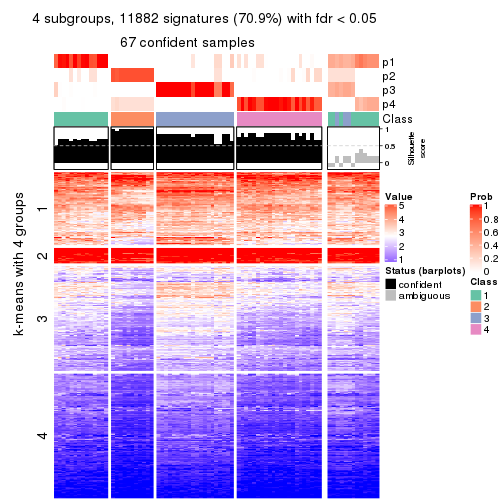 4 subgroups, 11882 signatures (70.9%) with fdr < 0.05
67 confident samples
p1
p2
p3
p4
Class
1
0.5
0
Silhouette
score
k-means with 4 groups
1
2
3
4
Value
5
4
3
2
1
Status (barplots)
confident
ambiguous
Prob
1
0.8
0.6
0.4
0.2
0
Class
1
2
3
4